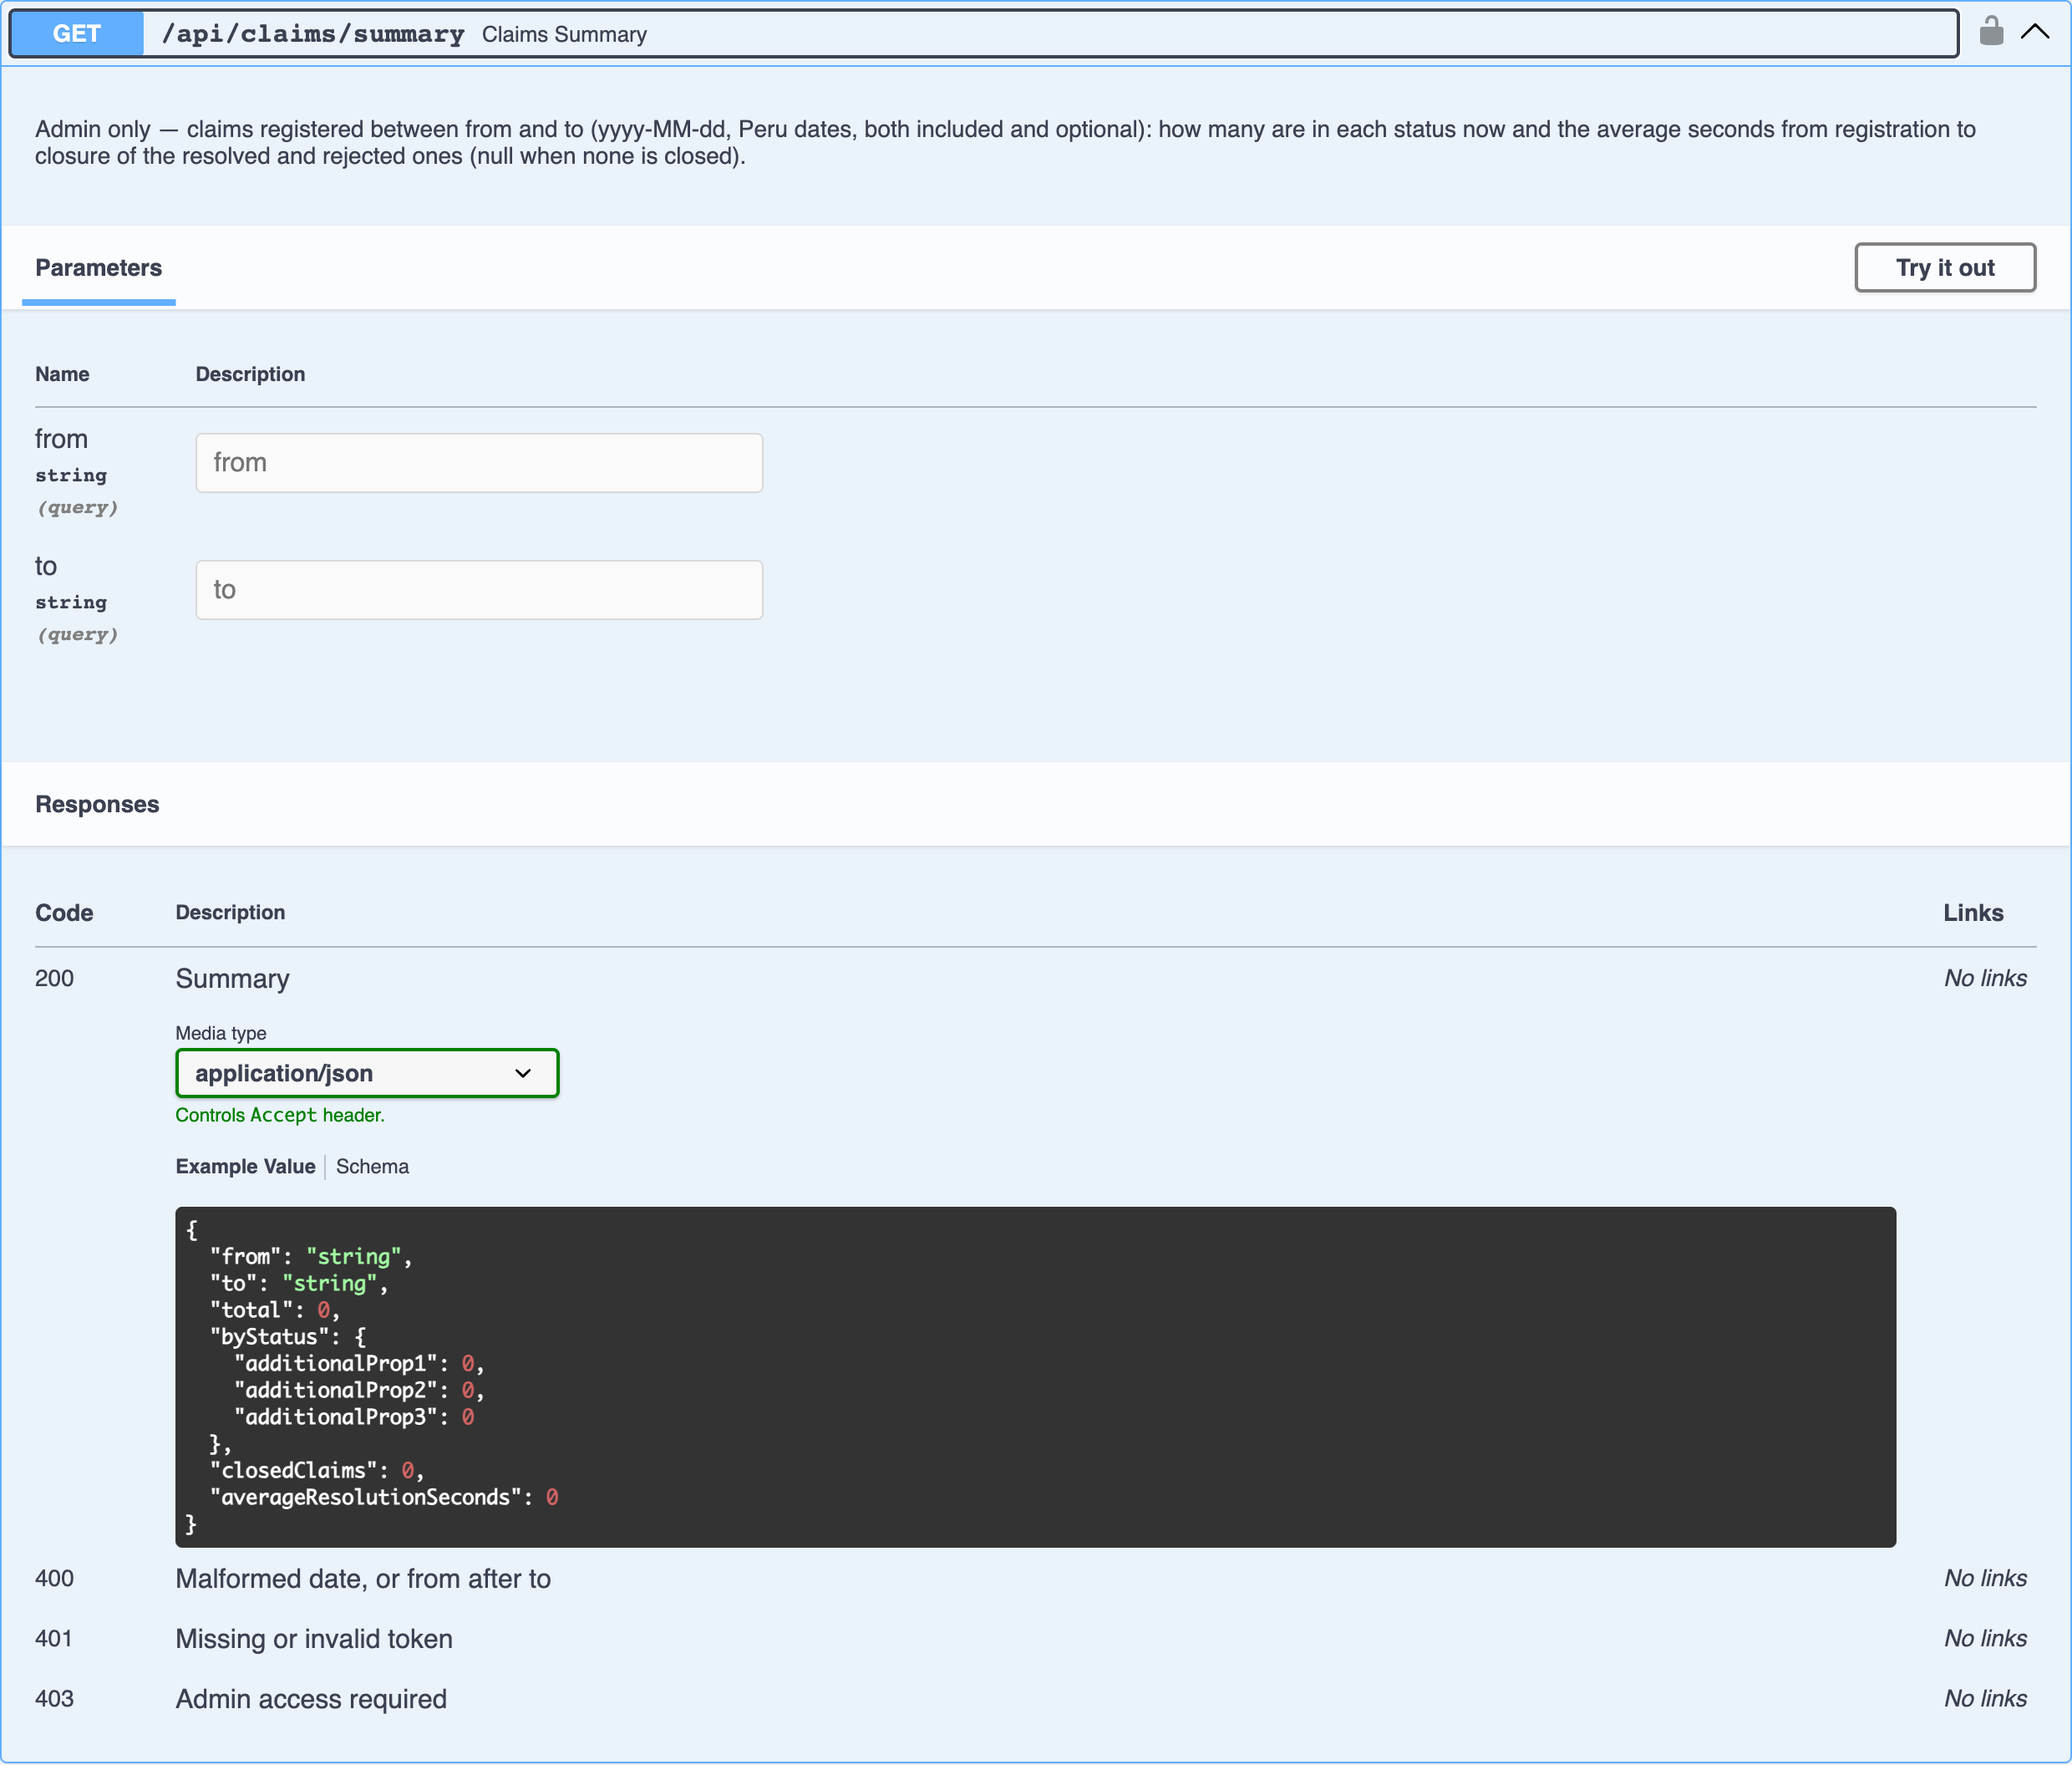 GET /api/claims/summary Claims Summary
Admin only — claims registered between from and to (yyyy-MM-dd, Peru dates, both included and optional): how many are in each status now and the average seconds from registration to
closure of the resolved and rejected ones (null when none is closed).
Parameters
Try it out
Name Description
from
string
(query)
from
to
string
(query)
to
Responses
Code Description Links
200 Summary No links
Media type
application/json
Controls Accept header.
Example Value Schema
{
  "from": "string",
  "to": "string",
  "total": 0,
  "byStatus": {
    "additionalProp1": 0,
    "additionalProp2": 0,
    "additionalProp3": 0
  },
  "closedClaims": 0,
  "averageResolutionSeconds": 0
}
400 Malformed date, or from after to No links
401 Missing or invalid token No links
403 Admin access required No links